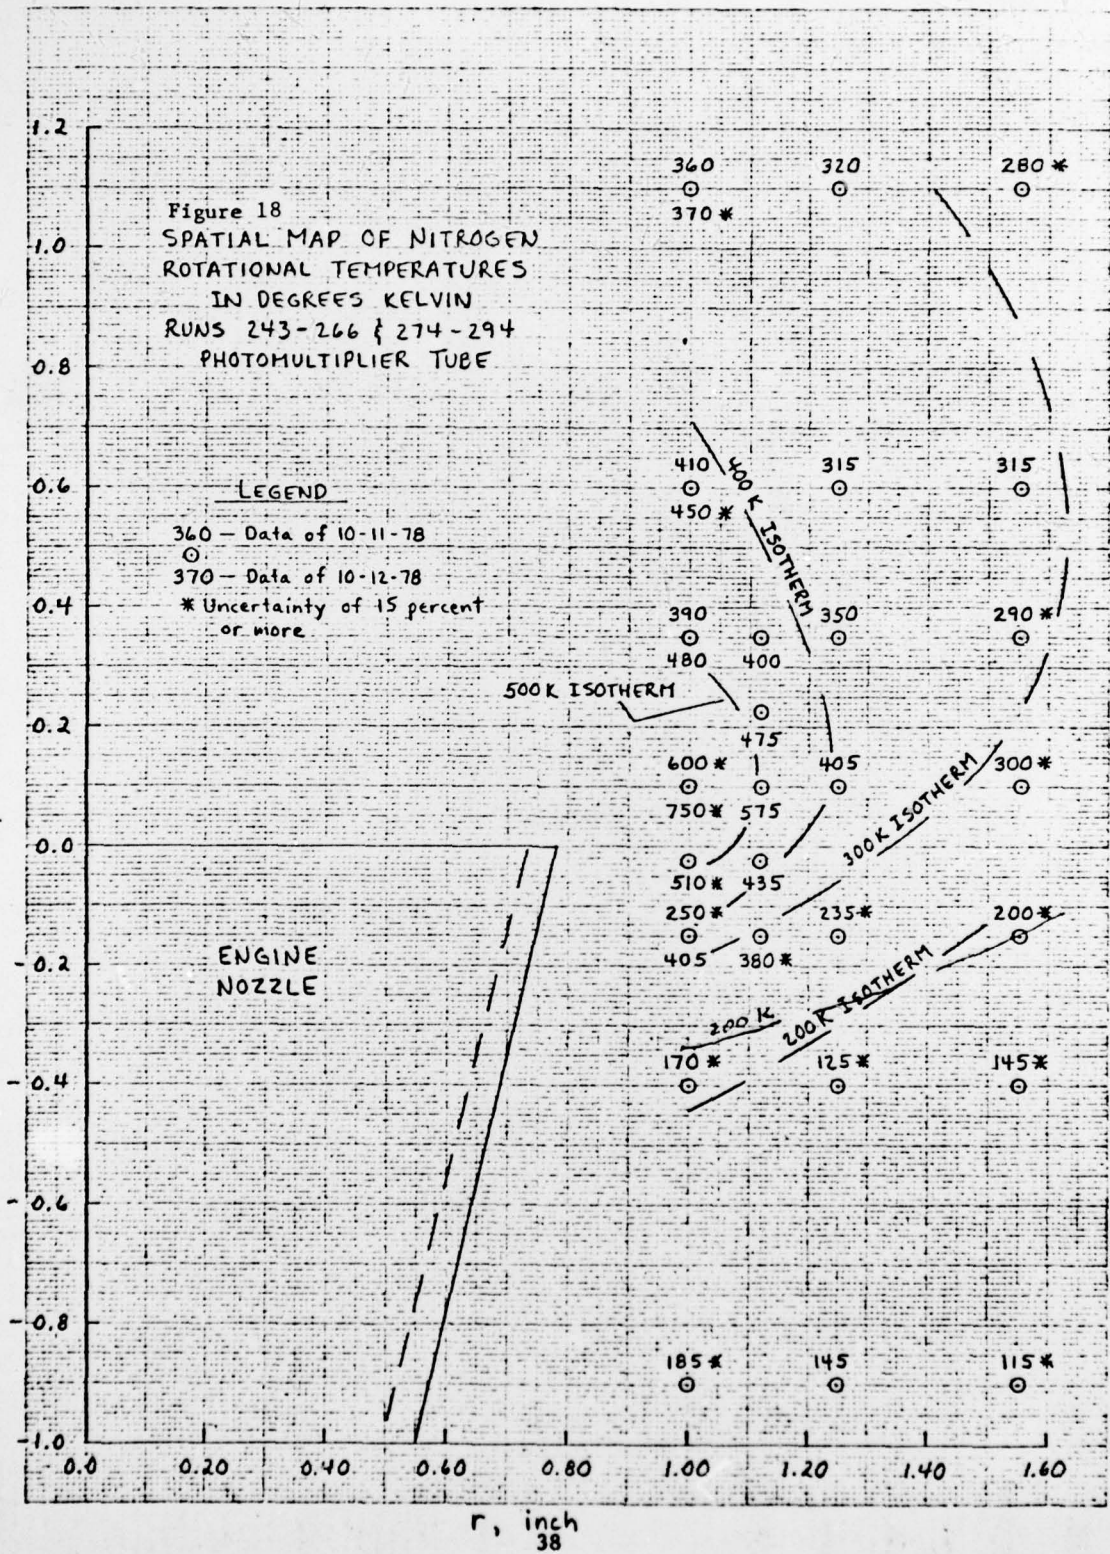 1.2
360
320
280 *
370 *
Figure 18
SPATIAL MAP OF NITROGEN
ROTATIONAL TEMPERATURES
IN DEGREES KELVIN
RUNS 243-266 & 274-294
PHOTOMULTIPLIER TUBE
1.0
0.8
0.6
410
400 K ISOTHERM
315
315
450 *
LEGEND
360 — Data of 10-11-78
370 — Data of 10-12-78
* Uncertainty of 15 percent
or more
0.4
390
350
290 *
480
400
500K ISOTHERM
0.2
475
600 *
405
300 *
750 *
575
300K ISOTHERM
0.0
510 *
435
250 *
235 *
200 *
405
380 *
ENGINE
NOZZLE
-0.2
200 K
200K ISOTHERM
170 *
125 *
145 *
-0.4
-0.6
-0.8
185 *
145
115 *
-1.0
0.0
0.20
0.40
0.60
0.80
1.00
1.20
1.40
1.60
r, inch
38